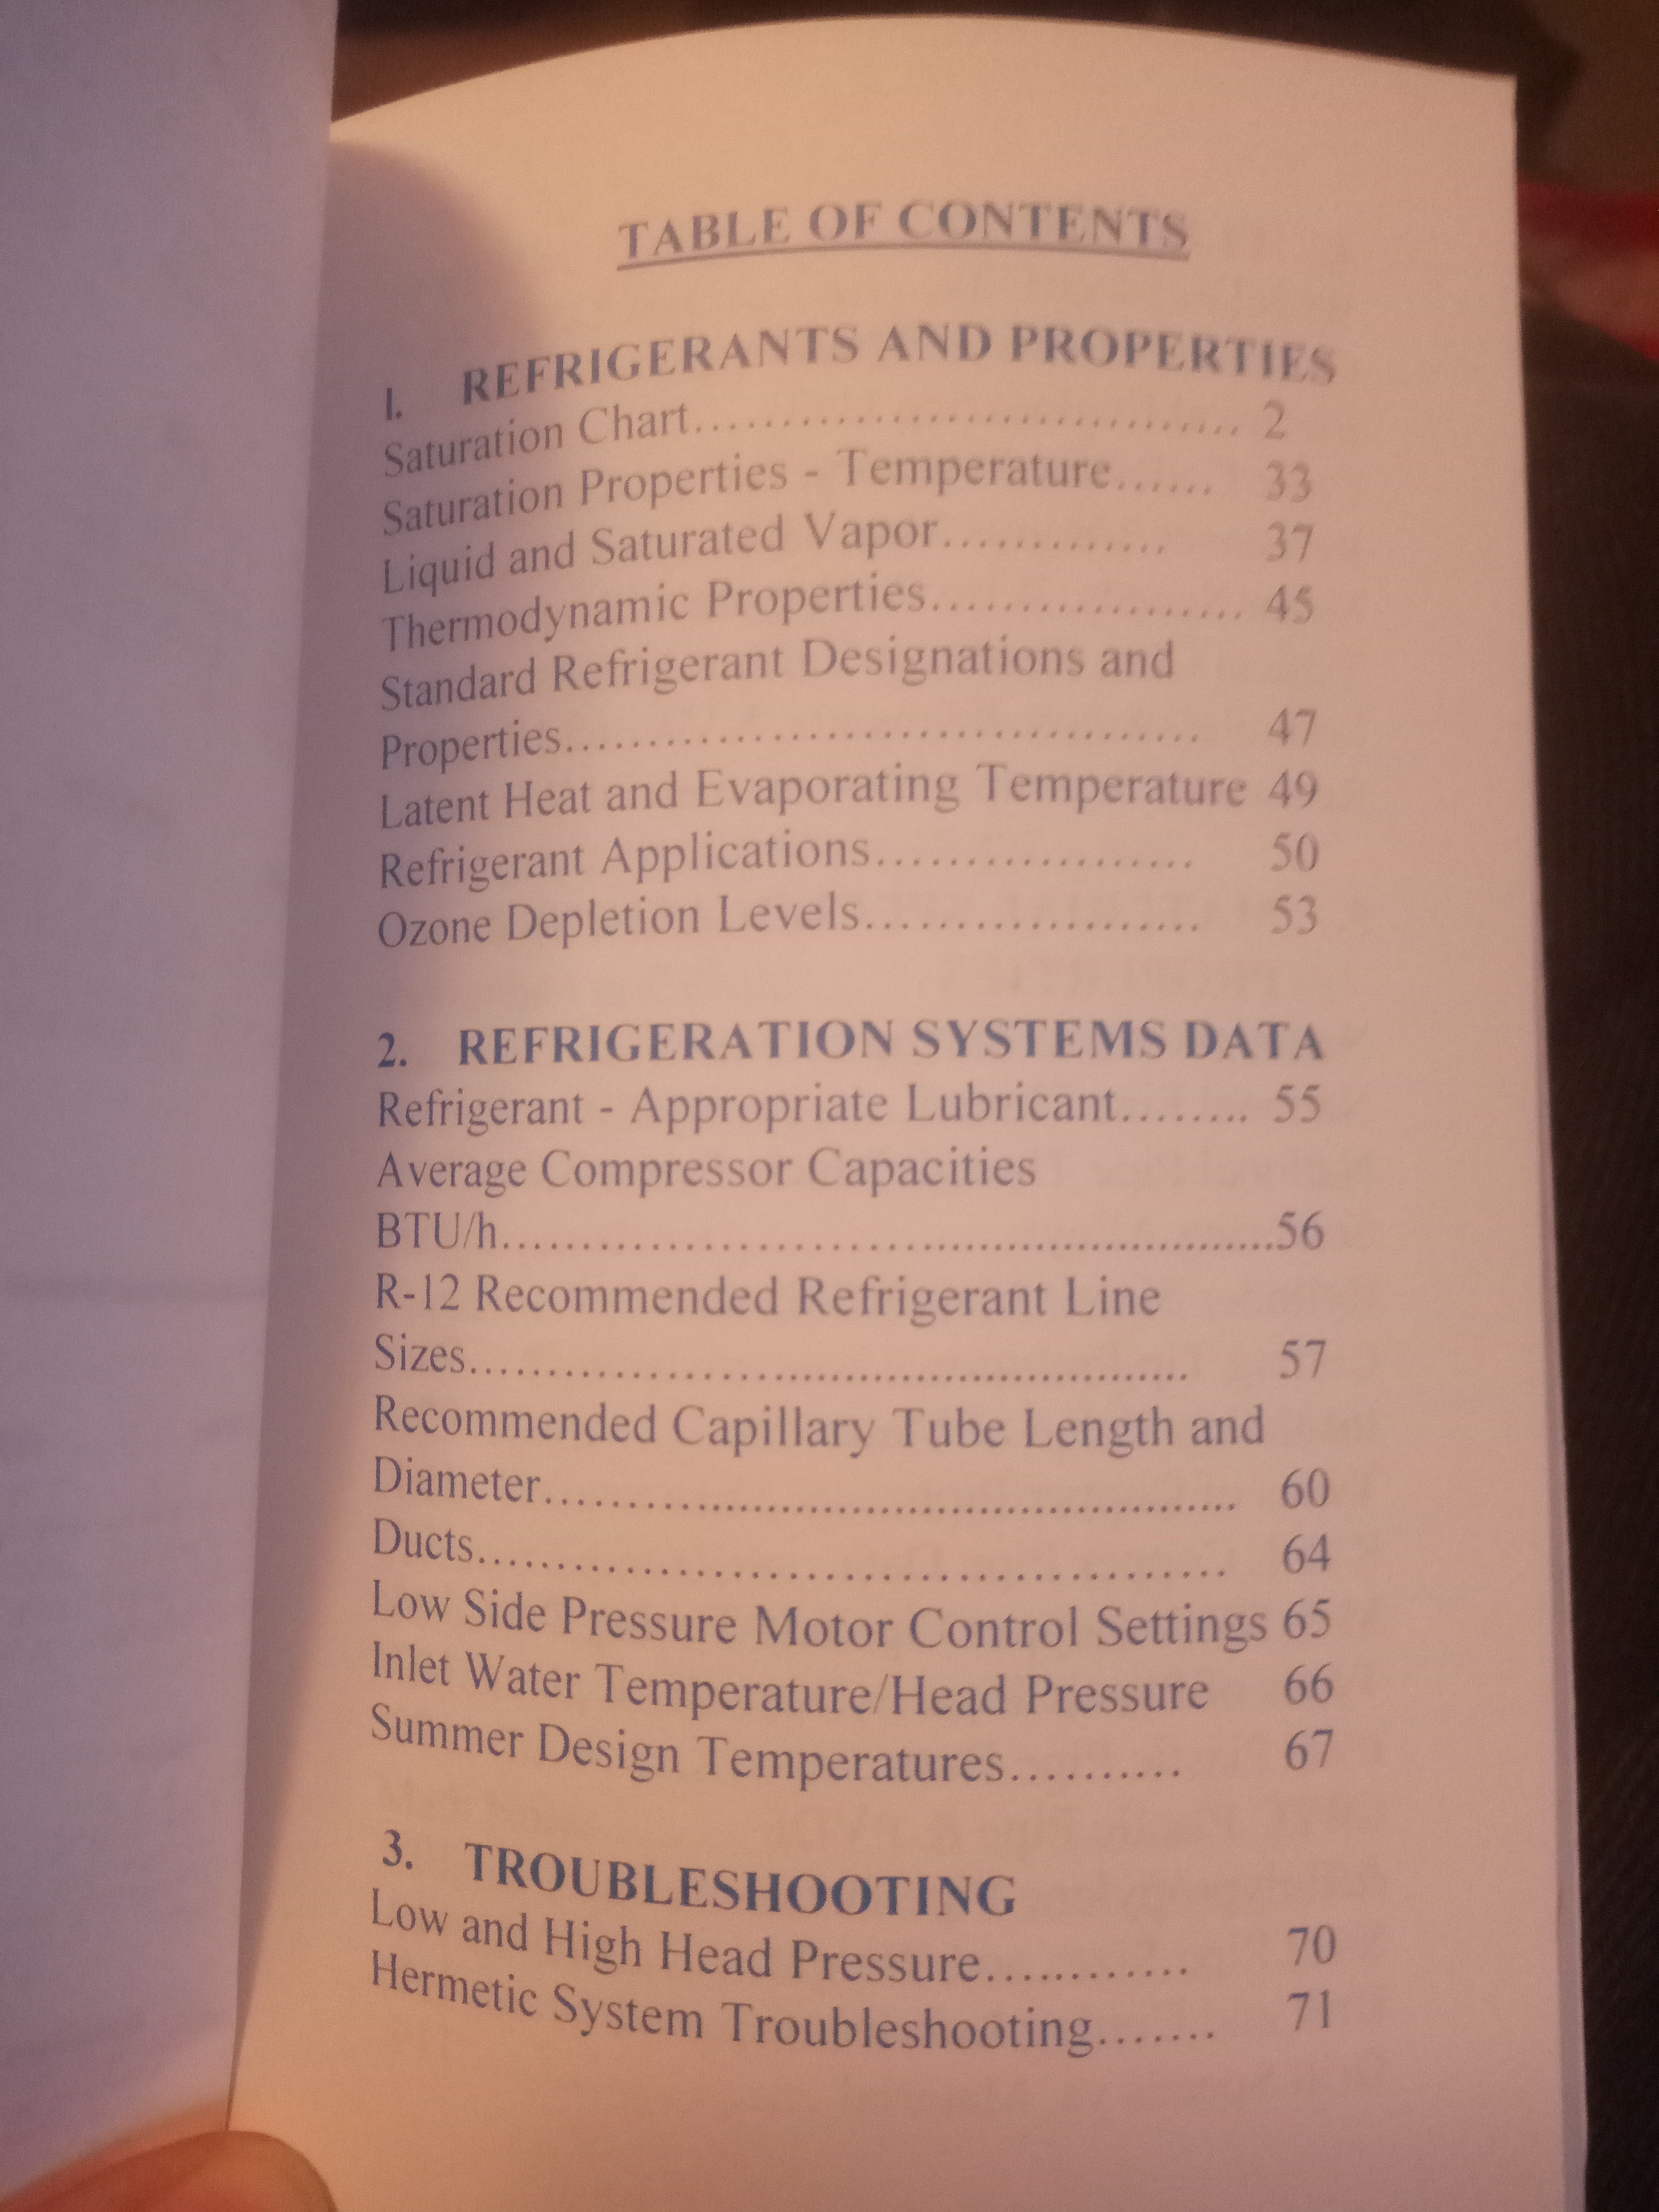 TABLE OF CONTENTS
1. REFRIGERANTS AND PROPERTIES
Saturation Chart................................. 2
Saturation Properties - Temperature...... 33
Liquid and Saturated Vapor.............. 37
Thermodynamic Properties................... 45
Standard Refrigerant Designations and
Properties....................................... 47
Latent Heat and Evaporating Temperature 49
Refrigerant Applications................... 50
Ozone Depletion Levels.................... 53
2. REFRIGERATION SYSTEMS DATA
Refrigerant - Appropriate Lubricant........ 55
Average Compressor Capacities
BTU/h..................................................56
R-12 Recommended Refrigerant Line
Sizes.................................................. 57
Recommended Capillary Tube Length and
Diameter.................................................. 60
Ducts.............................................. 64
Low Side Pressure Motor Control Settings 65
Inlet Water Temperature/Head Pressure 66
Summer Design Temperatures.......... 67
3. TROUBLESHOOTING
Low and High Head Pressure............. 70
Hermetic System Troubleshooting....... 71